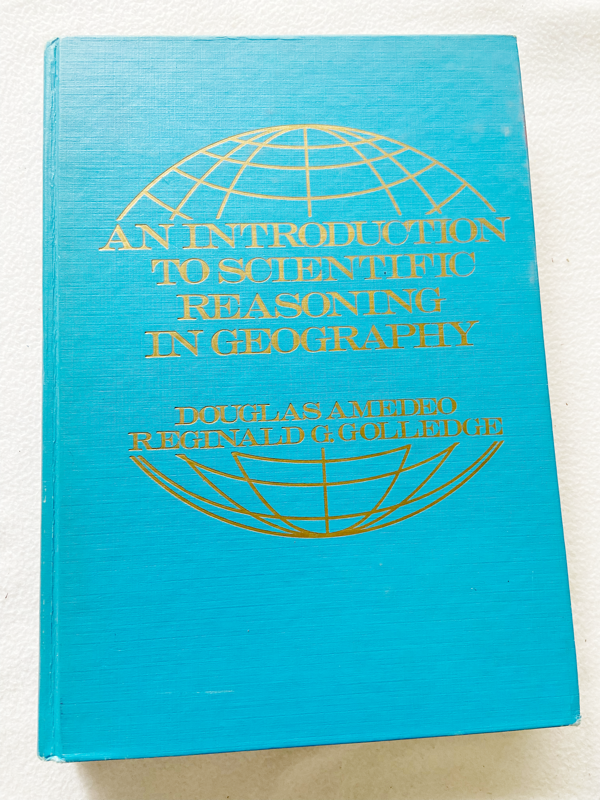 AN INTRODUCTION
TO SCIENTIFIC
REASONING
IN GEOGRAPHY
DOUGLAS AMEDEO
REGINALD G. GOLLEDGE